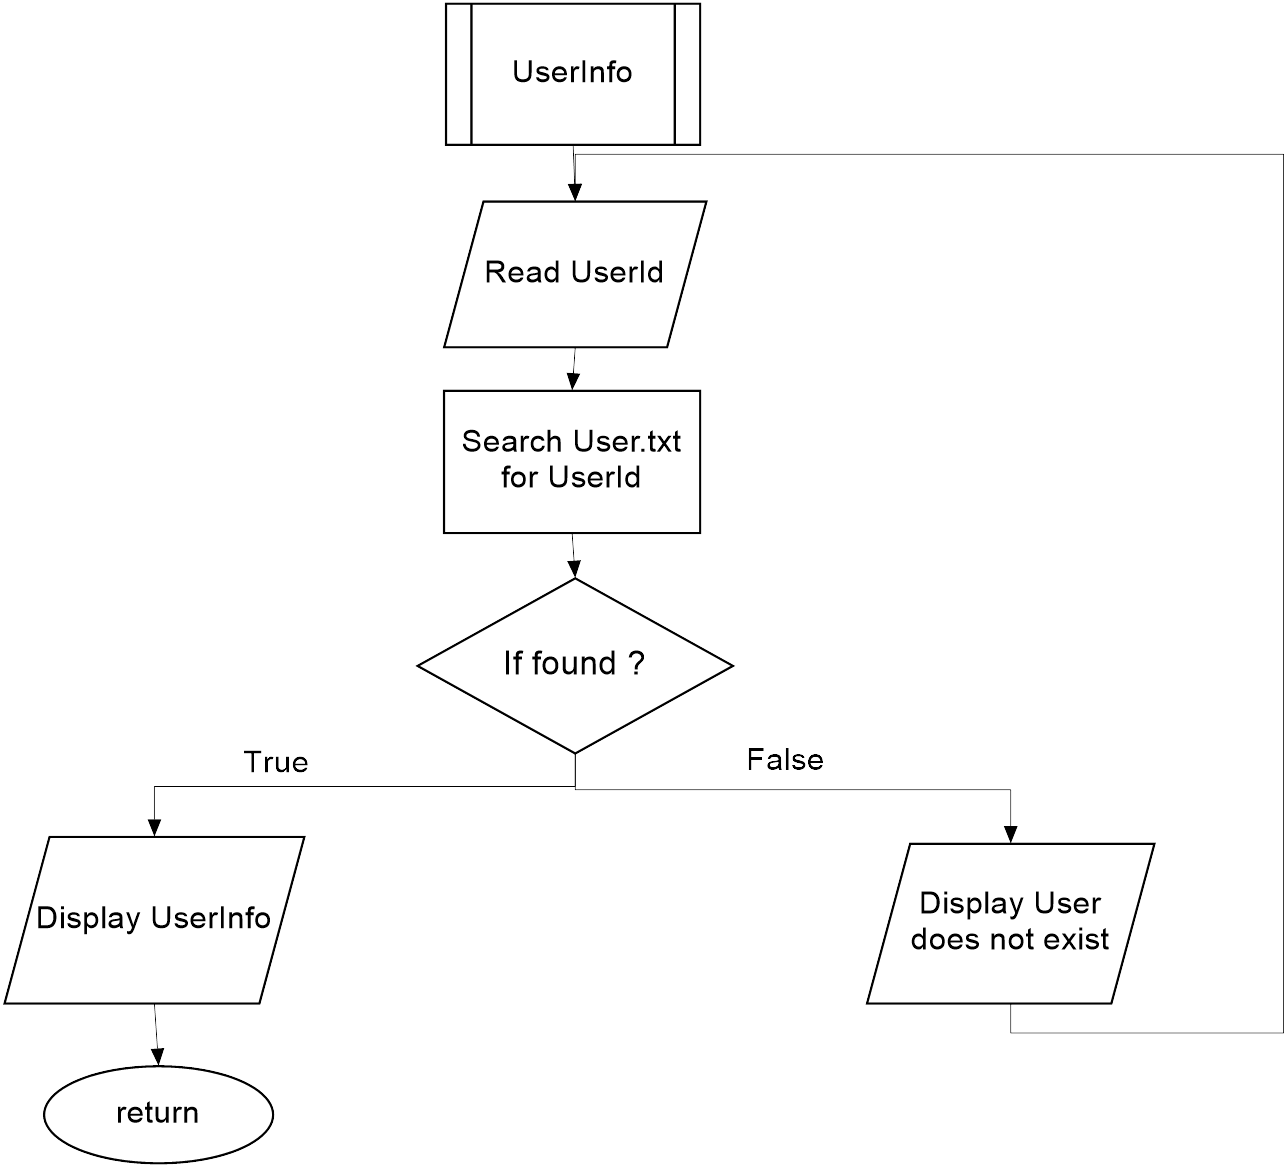 UserInfo
Read UserId
Search User.txt
for UserId
If found ?
True
False
Display UserInfo
Display User
does not exist
return